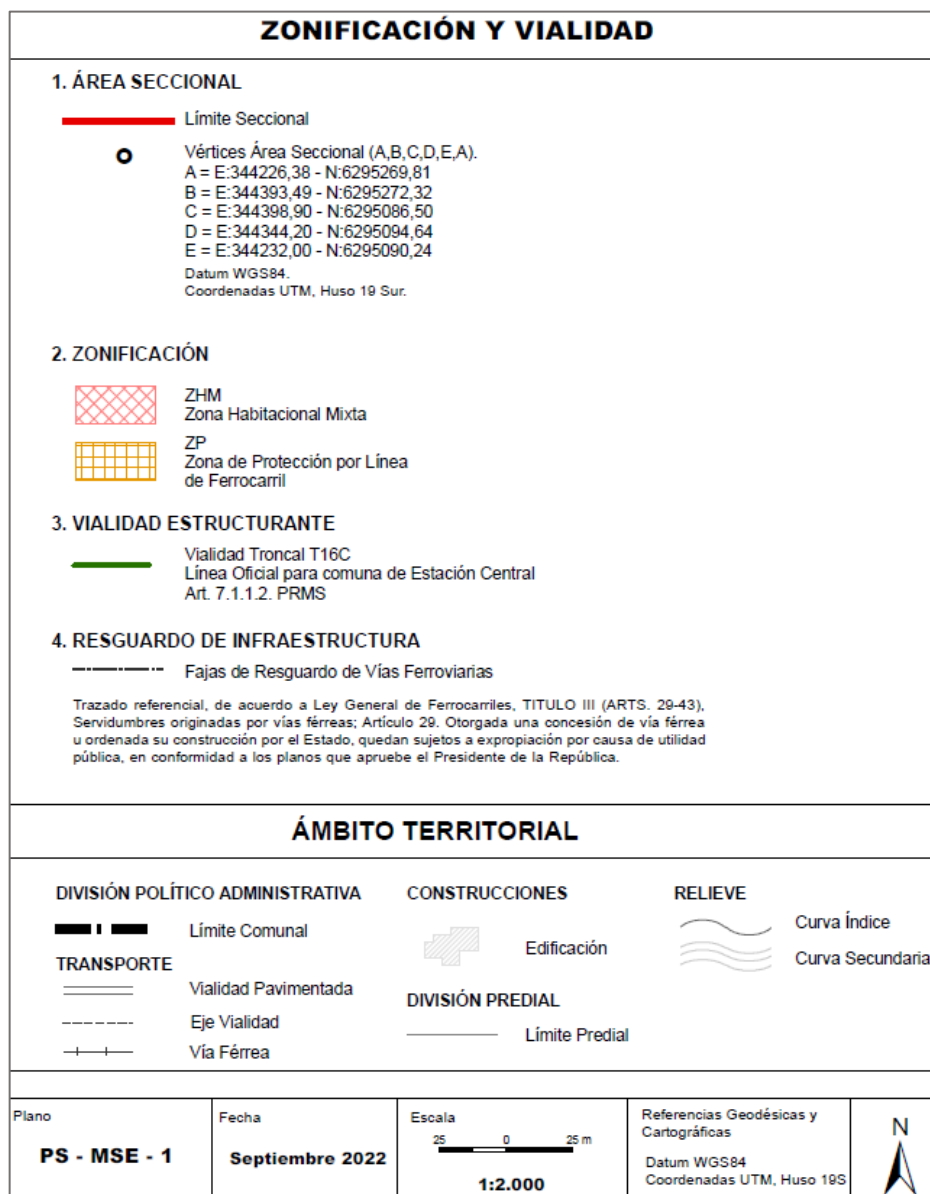 ZONIFICACIÓN Y VIALIDAD
1. ÁREA SECCIONAL
Límite Seccional
Vértices Área Seccional (A,B,C,D,E,A).
A = E:344226,38 - N:6295269,81
B = E:344393,49 - N:6295272,32
C = E:344398,90 - N:6295086,50
D = E:344344,20 - N:6295094,64
E = E:344232,00 - N:6295090,24
Datum WGS84.
Coordenadas UTM, Huso 19 Sur.
2. ZONIFICACIÓN
ZHM
Zona Habitacional Mixta
ZP
Zona de Protección por Línea
de Ferrocarril
3. VIALIDAD ESTRUCTURANTE
Vialidad Troncal T16C
Línea Oficial para comuna de Estación Central
Art. 7.1.1.2. PRMS
4. RESGUARDO DE INFRAESTRUCTURA
Fajas de Resguardo de Vías Ferroviarias
Trazado referencial, de acuerdo a Ley General de Ferrocarriles, TITULO III (ARTS. 29-43),
Servidumbres originadas por vías férreas; Artículo 29. Otorgada una concesión de vía férrea
u ordenada su construcción por el Estado, quedan sujetos a expropiación por causa de utilidad
pública, en conformidad a los planos que apruebe el Presidente de la República.
ÁMBITO TERRITORIAL
DIVISIÓN POLÍTICO ADMINISTRATIVA
Límite Comunal
TRANSPORTE
Vialidad Pavimentada
Eje Vialidad
Vía Férrea
CONSTRUCCIONES
Edificación
DIVISIÓN PREDIAL
Límite Predial
RELIEVE
Curva Índice
Curva Secundaria
Plano
PS - MSE - 1
Fecha
Septiembre 2022
Escala
25 0 25 m
1:2.000
Referencias Geodésicas y
Cartográficas
Datum WGS84
Coordenadas UTM, Huso 19S
N